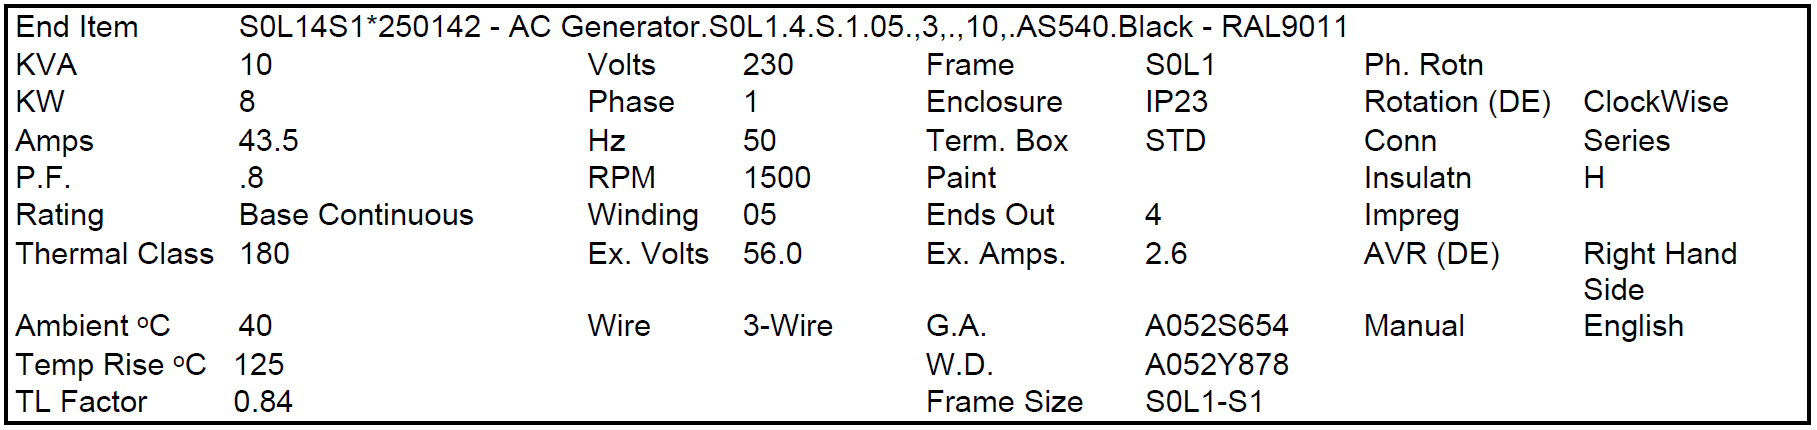 End Item S0L14S1*250142 - AC Generator.S0L1.4.S.1.05.,3,.,10,.AS540.Black - RAL9011
KVA 10 Volts 230 Frame S0L1 Ph. Rotn
KW 8 Phase 1 Enclosure IP23 Rotation (DE) ClockWise
Amps 43.5 Hz 50 Term. Box STD Conn Series
P.F. .8 RPM 1500 Paint Insulatn H
Rating Base Continuous Winding 05 Ends Out 4 Impreg
Thermal Class 180 Ex. Volts 56.0 Ex. Amps. 2.6 AVR (DE) Right Hand
Side
Ambient ºC 40 Wire 3-Wire G.A. A052S654 Manual English
Temp Rise ºC 125 W.D. A052Y878
TL Factor 0.84 Frame Size S0L1-S1